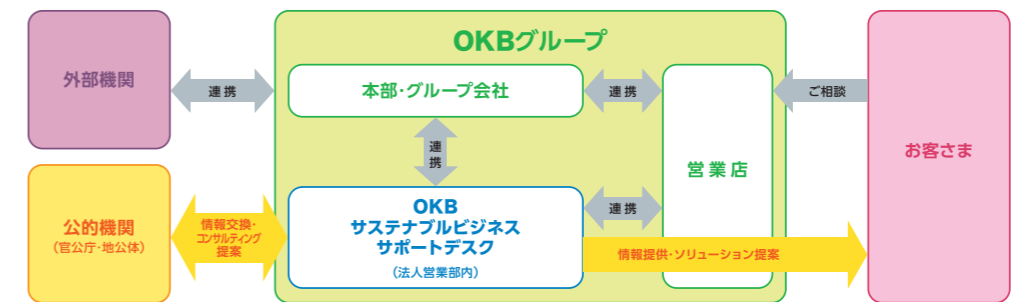 OKBグループ
外部機関
連携
本部・グループ会社
連携
ご相談
お客さま
連携
営業店
公的機関
（官公庁・地公体）
情報交換・
コンサルティング
提案
OKB
サステナブルビジネス
サポートデスク
（法人営業部内）
連携
情報提供・ソリューション提案